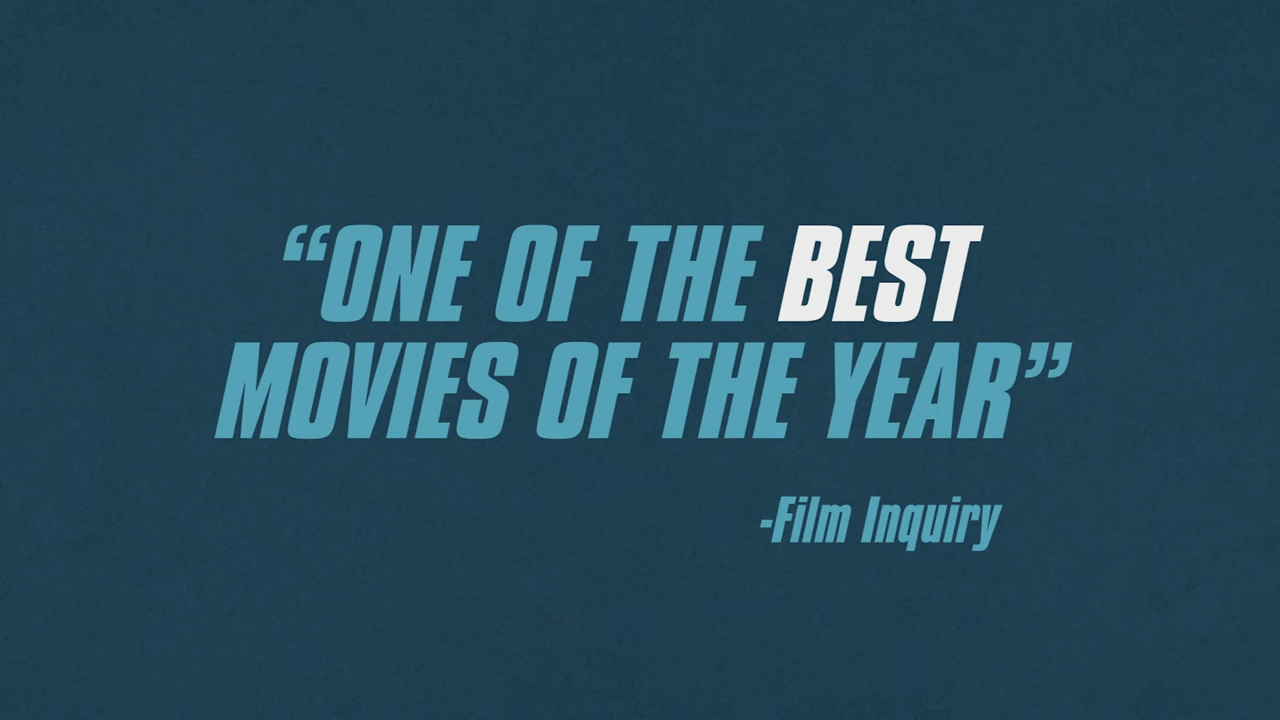 “ONE OF THE BEST
MOVIES OF THE YEAR”
-Film Inquiry